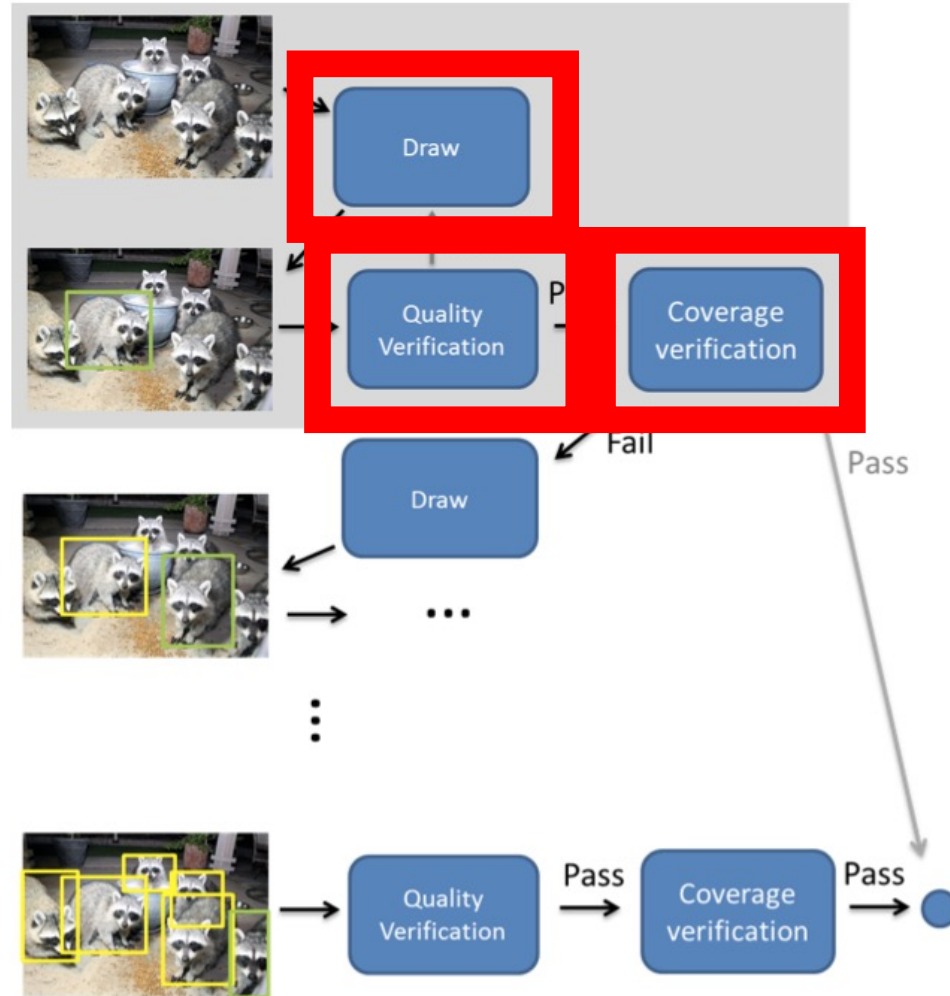 Draw
Quality
Verification
P
Coverage
verification
Fail
Pass
Draw
...
Quality
Verification
Pass
Coverage
verification
Pass